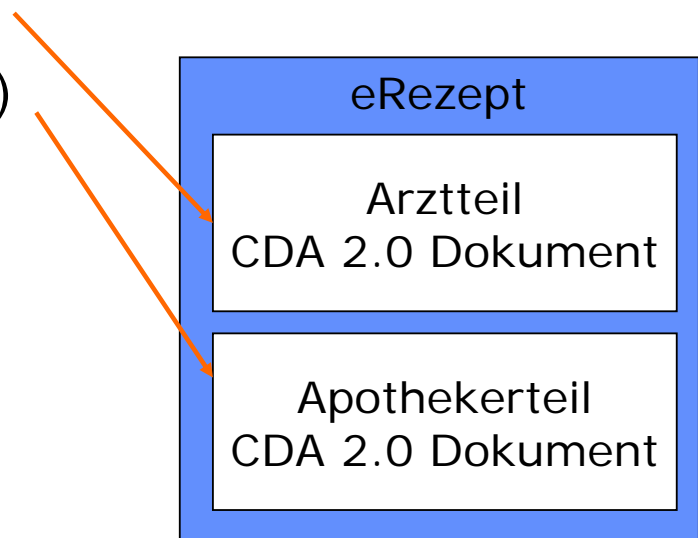 )
eRezept
Arztteil
CDA 2.0 Dokument
Apothekerteil
CDA 2.0 Dokument